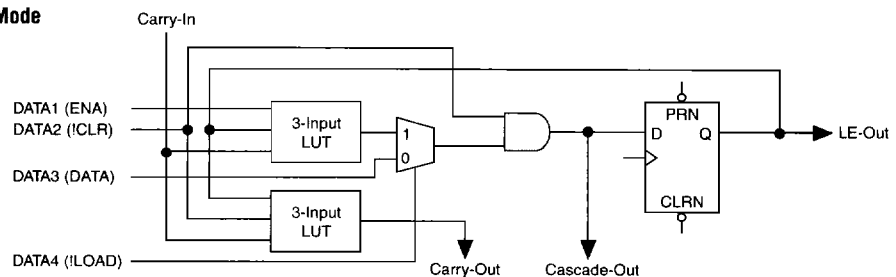 Mode
Carry-In
DATA1 (ENA)
DATA2 (!CLR)
DATA3 (DATA)
DATA4 (!LOAD)
3-Input
LUT
3-Input
LUT
1
0
PRN
D Q
CLRN
LE-Out
Carry-Out
Cascade-Out